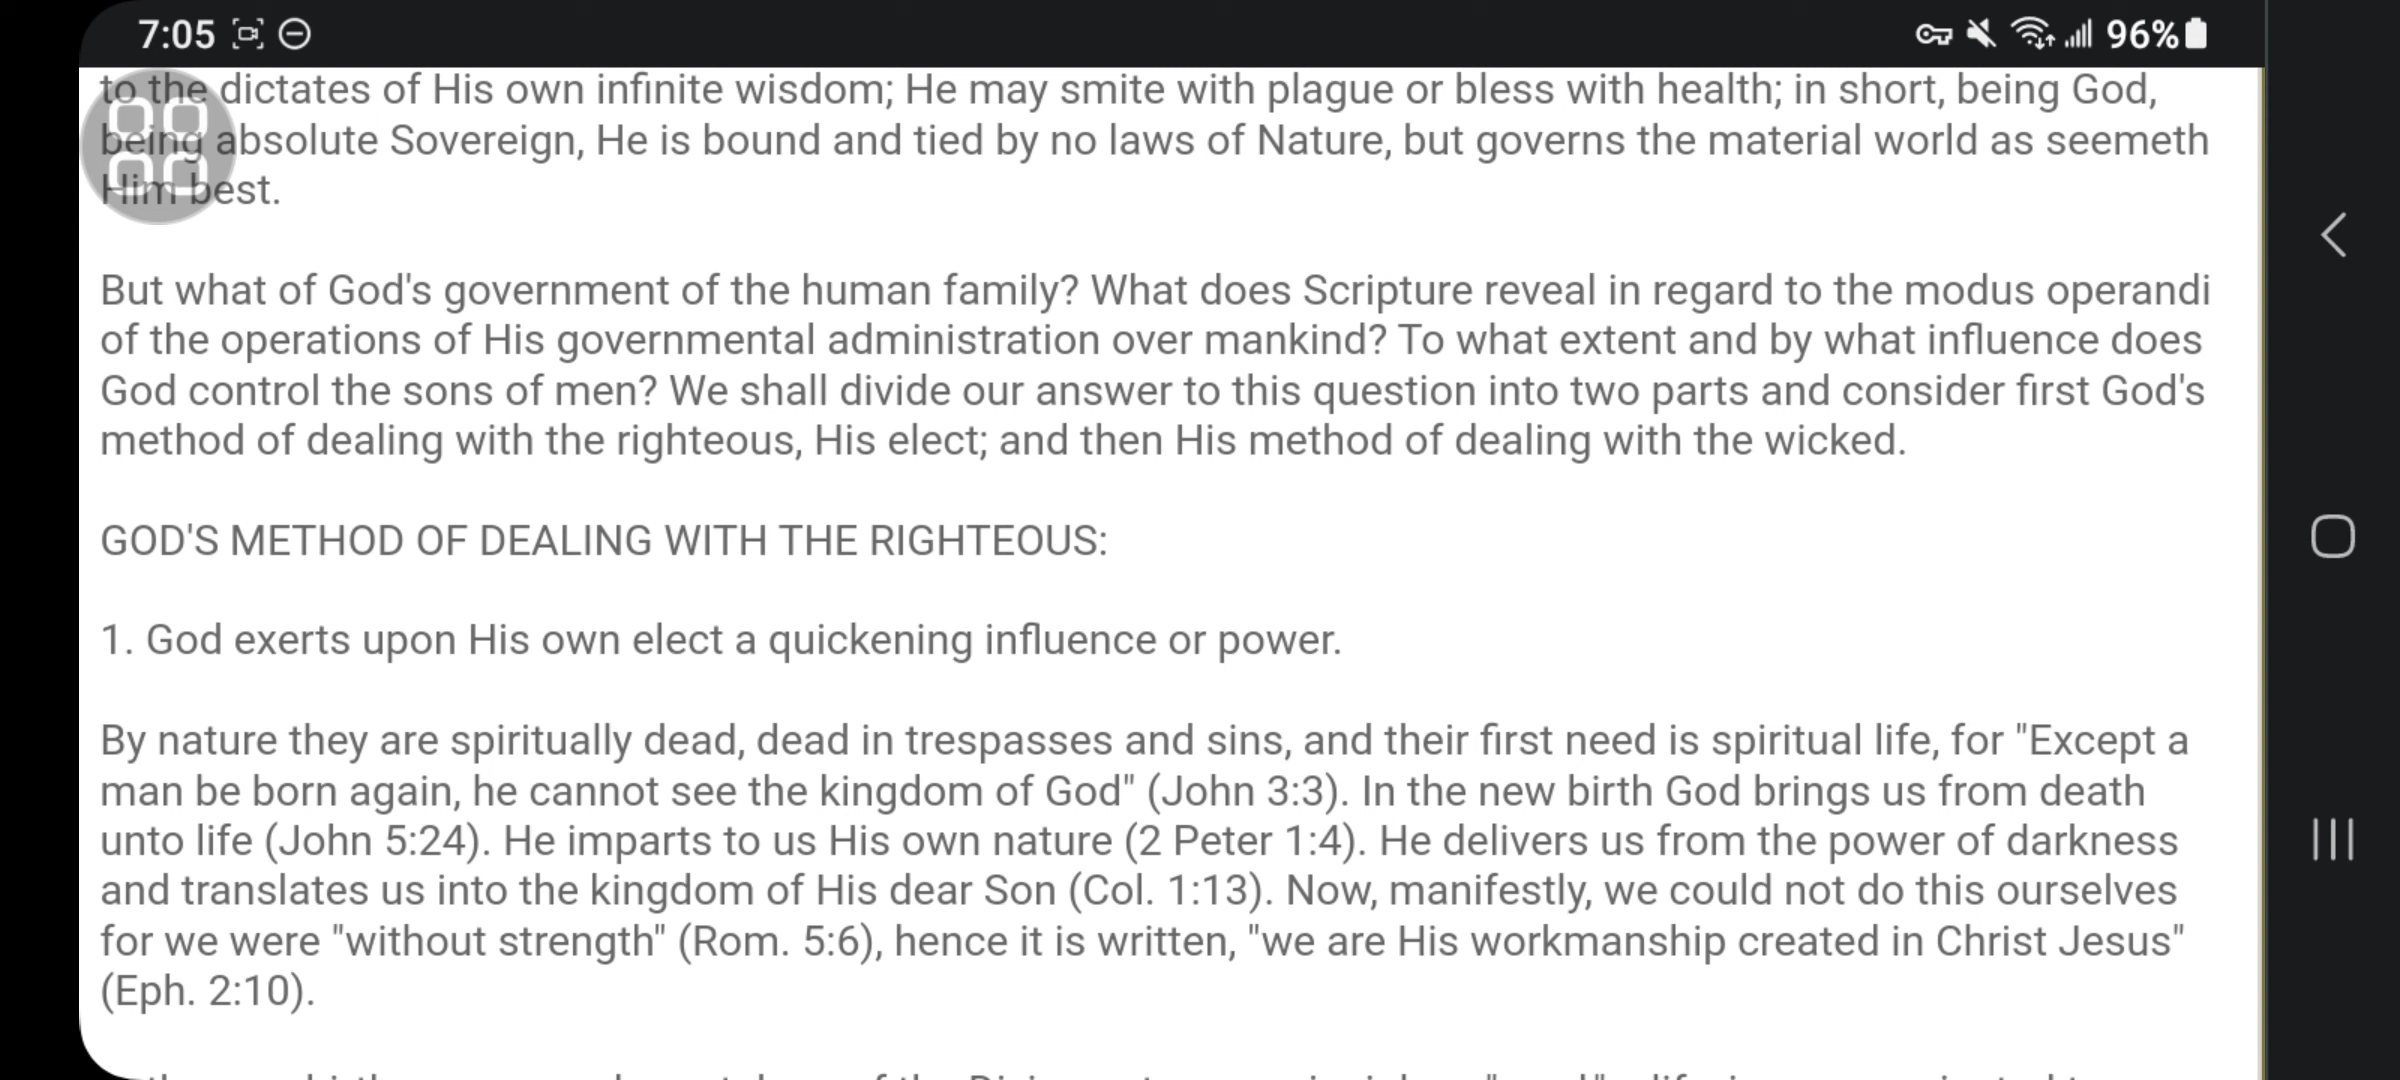 7:05
96%
to the dictates of His own infinite wisdom; He may smite with plague or bless with health; in short, being God,
being absolute Sovereign, He is bound and tied by no laws of Nature, but governs the material world as seemeth
Him best.
But what of God's government of the human family? What does Scripture reveal in regard to the modus operandi
of the operations of His governmental administration over mankind? To what extent and by what influence does
God control the sons of men? We shall divide our answer to this question into two parts and consider first God's
method of dealing with the righteous, His elect; and then His method of dealing with the wicked.
GOD'S METHOD OF DEALING WITH THE RIGHTEOUS:
1. God exerts upon His own elect a quickening influence or power.
By nature they are spiritually dead, dead in trespasses and sins, and their first need is spiritual life, for "Except a
man be born again, he cannot see the kingdom of God" (John 3:3). In the new birth God brings us from death
unto life (John 5:24). He imparts to us His own nature (2 Peter 1:4). He delivers us from the power of darkness
and translates us into the kingdom of His dear Son (Col. 1:13). Now, manifestly, we could not do this ourselves
for we were "without strength" (Rom. 5:6), hence it is written, "we are His workmanship created in Christ Jesus"
(Eph. 2:10).